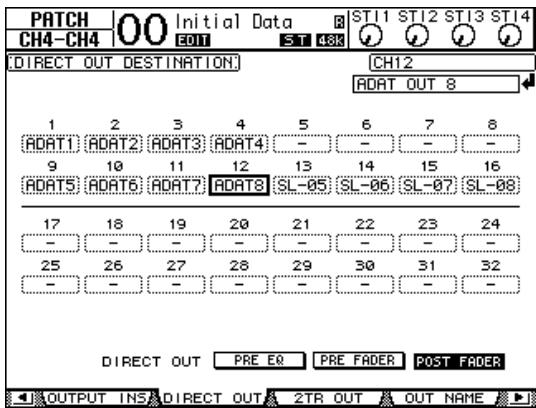 PATCH
CH4-CH4
00 Initial Data
EDIT
R
ST 48k
ST1 ST2 ST3 ST4
DIRECT OUT DESTINATION
CH12
ADAT OUT 8
1 2 3 4 5 6 7 8
ADAT1 ADAT2 ADAT3 ADAT4 - - - -
9 10 11 12 13 14 15 16
ADAT5 ADAT6 ADAT7 ADAT8 SL-05 SL-06 SL-07 SL-08
17 18 19 20 21 22 23 24
- - - - - - - -
25 26 27 28 29 30 31 32
- - - - - - - -
DIRECT OUT PRE EQ PRE FADER POST FADER
OUTPUT INS DIRECT OUT 2TR OUT OUT NAME